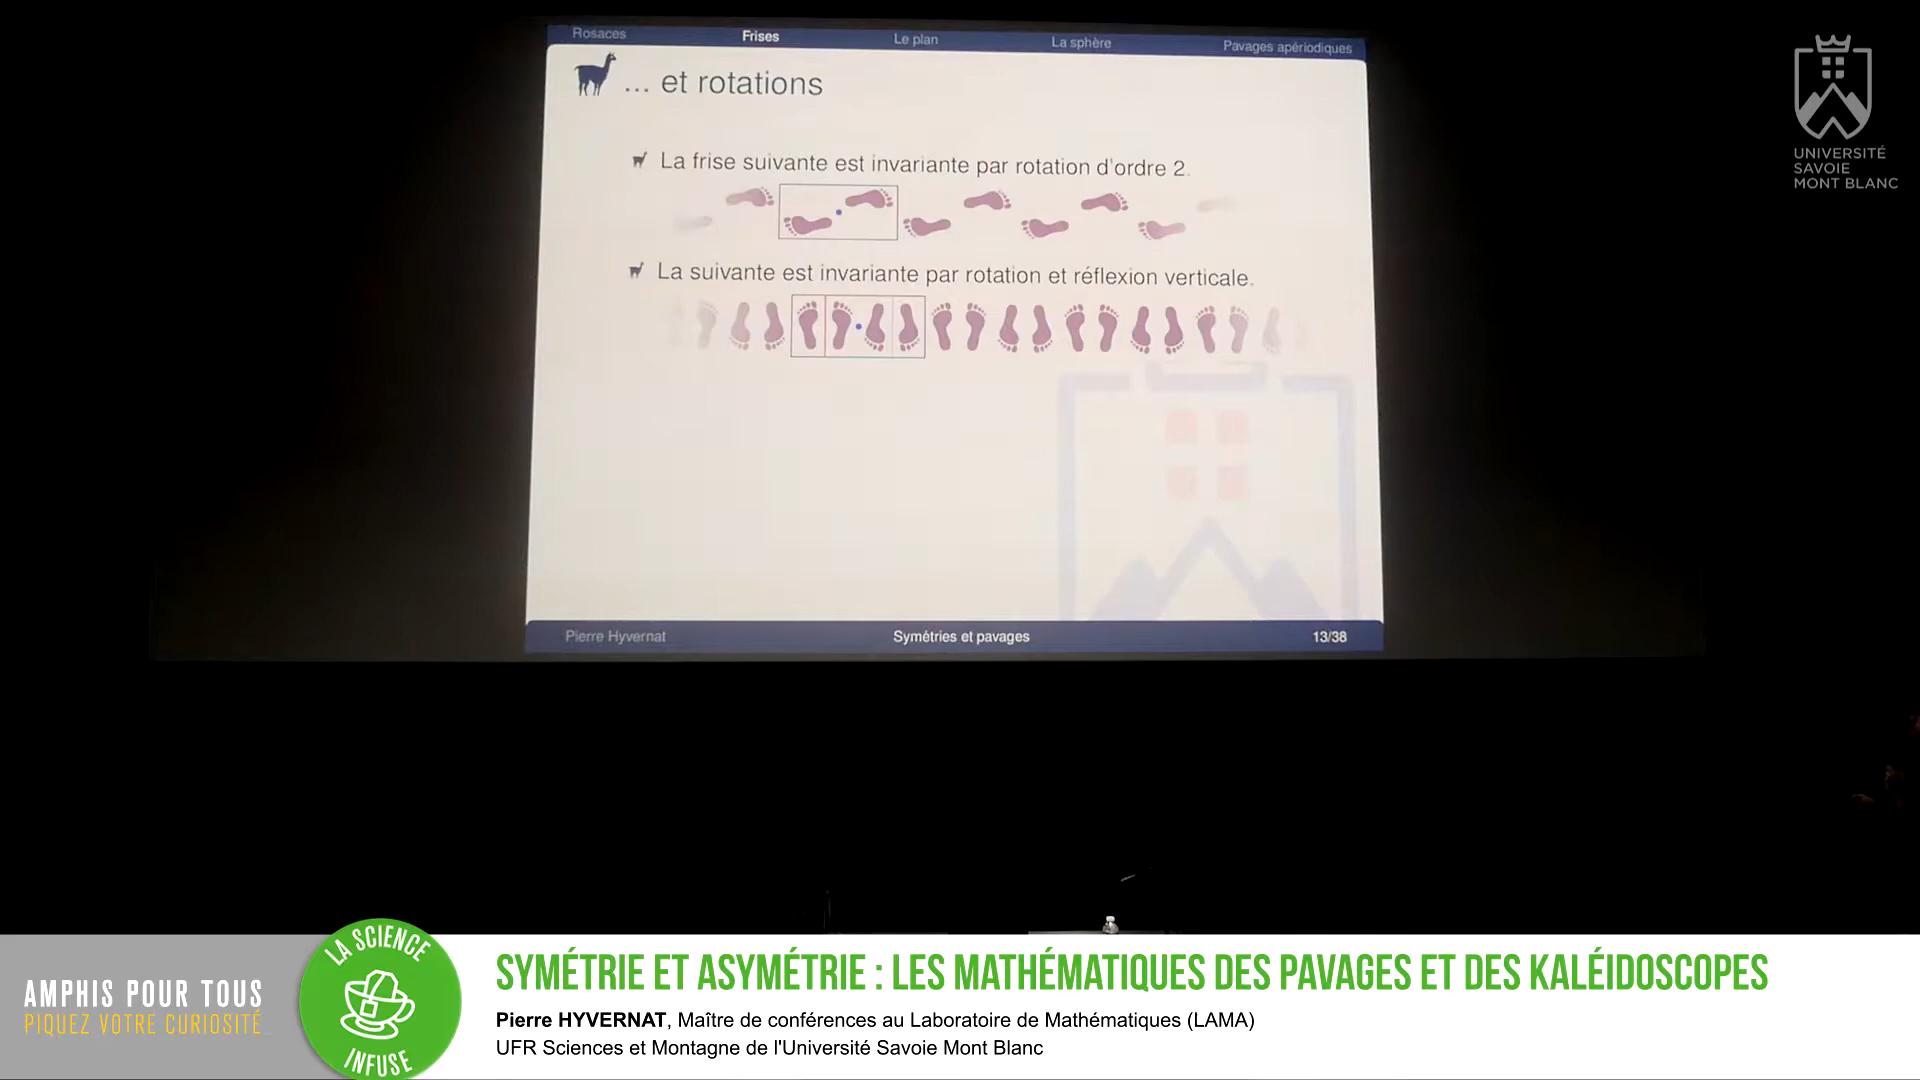 Rosaces
Frises
Le plan
La sphère
Pavages apériodiques
... et rotations
La frise suivante est invariante par rotation d'ordre 2.
La suivante est invariante par rotation et réflexion verticale.
Pierre Hyvernat
Symétries et pavages
13/38
UNIVERSITÉ
SAVOIE
MONT BLANC
AMPHIS POUR TOUS
PIQUEZ VOTRE CURIOSITÉ
LA SCIENCE
INFUSE
SYMÉTRIE ET ASYMÉTRIE : LES MATHÉMATIQUES DES PAVAGES ET DES KALÉIDOSCOPES
Pierre HYVERNAT, Maître de conférences au Laboratoire de Mathématiques (LAMA)
UFR Sciences et Montagne de l'Université Savoie Mont Blanc